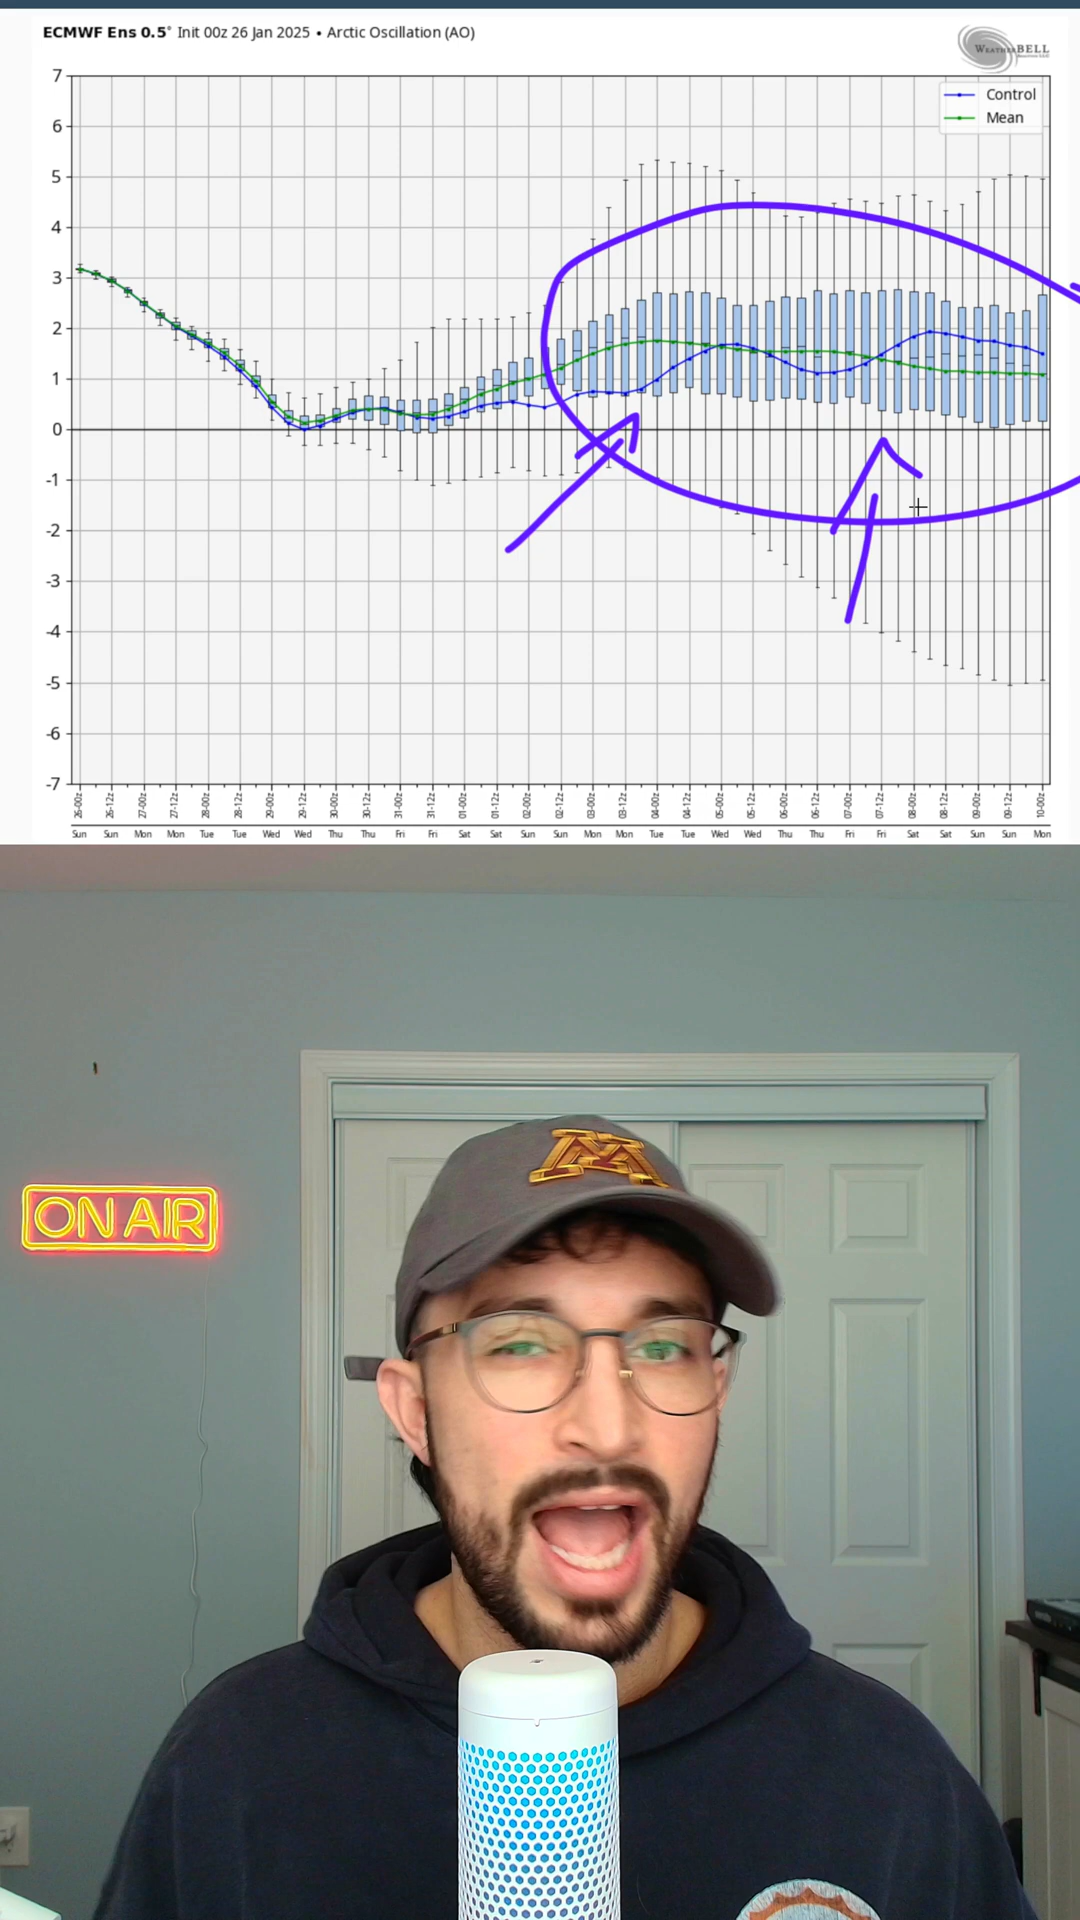 ECMWF Ens 0.5° Init 00z 26 Jan 2025 • Arctic Oscillation (AO)
WEATHERBELL
Control
Mean
7
6
5
4
3
2
1
0
-1
-2
-3
-4
-5
-6
-7
26-00z 26-12z 27-00z 27-12z 28-00z 28-12z 29-00z 29-12z 30-00z 30-12z 31-00z 31-12z 01-00z 01-12z 02-00z 02-12z 03-00z 03-12z 04-00z 04-12z 05-00z 05-12z 06-00z 06-12z 07-00z 07-12z 08-00z 08-12z 09-00z 09-12z 10-00z
Sun Sun Mon Mon Tue Tue Wed Wed Thu Thu Fri Fri Sat Sat Sun Sun Mon Mon Tue Tue Wed Wed Thu Thu Fri Fri Sat Sat Sun Sun Mon
ON AIR
M